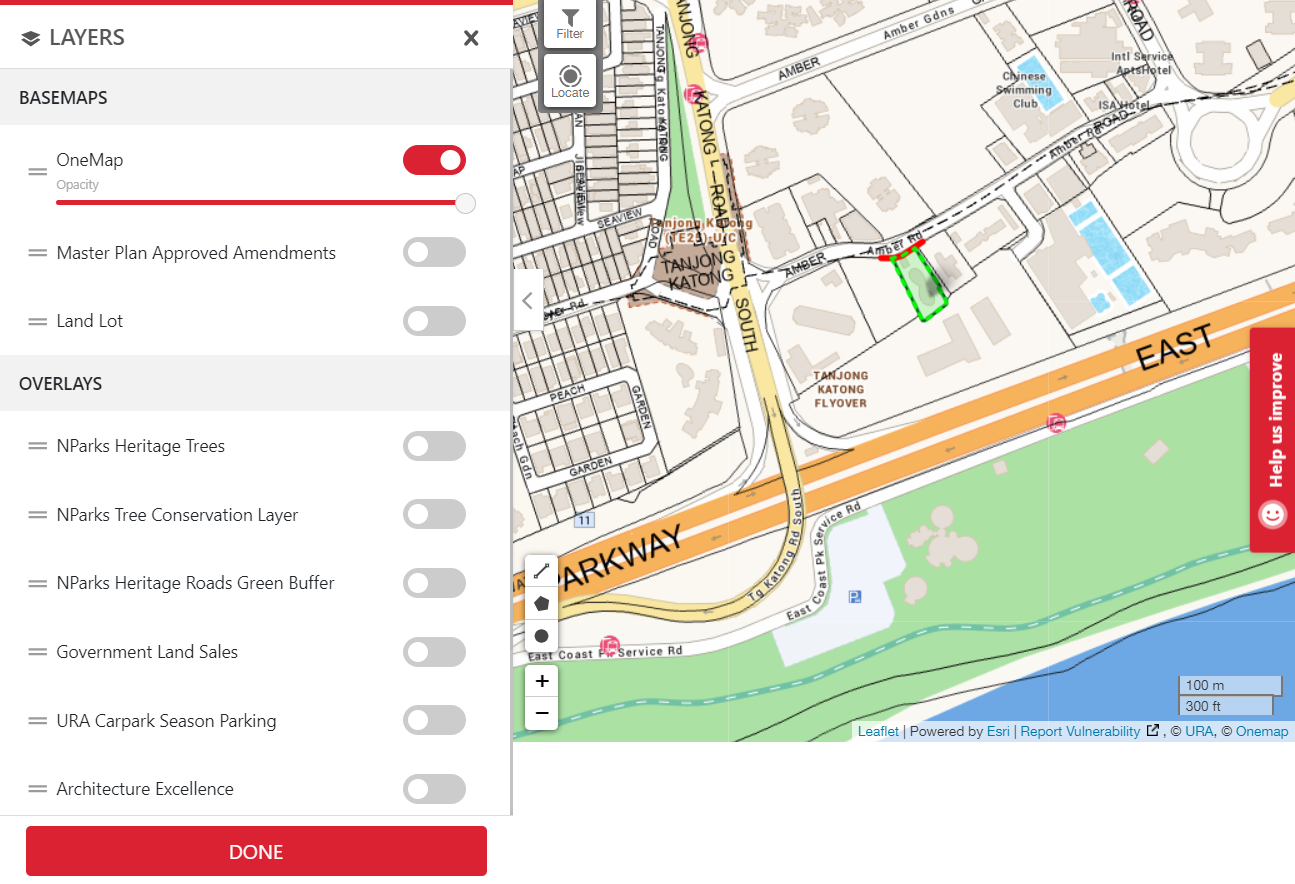 LAYERS
BASEMAPS
OneMap
Opacity
Master Plan Approved Amendments
Land Lot
OVERLAYS
NParks Heritage Trees
NParks Tree Conservation Layer
NParks Heritage Roads Green Buffer
Government Land Sales
URA Carpark Season Parking
Architecture Excellence
DONE
Filter
Locate
TANJONG
KATONG
ROAD
SOUTH
TANJONG
KATONG
AMBER
Amber Gdns
ROAD
Intl Service
AptsHotel
Chinese
Swimming
Club
ISA Hotel
ROAD
Amber Rd
SEAVIEW
ROAD
Tanjong Katong
(TE25)-U/C
TANJONG
KATONG
AMBER
Amber Rd
PEACH
GARDEN
GARDEN
Peach Gdn
TANJONG
KATONG
FLYOVER
EAST
PARKWAY
11
Tg Katong Rd South
East Coast Pk Service Rd
East Coast Pk Service Rd
P
Help us improve
+
−
100 m
300 ft
Leaflet | Powered by Esri | Report Vulnerability , © URA, © Onemap